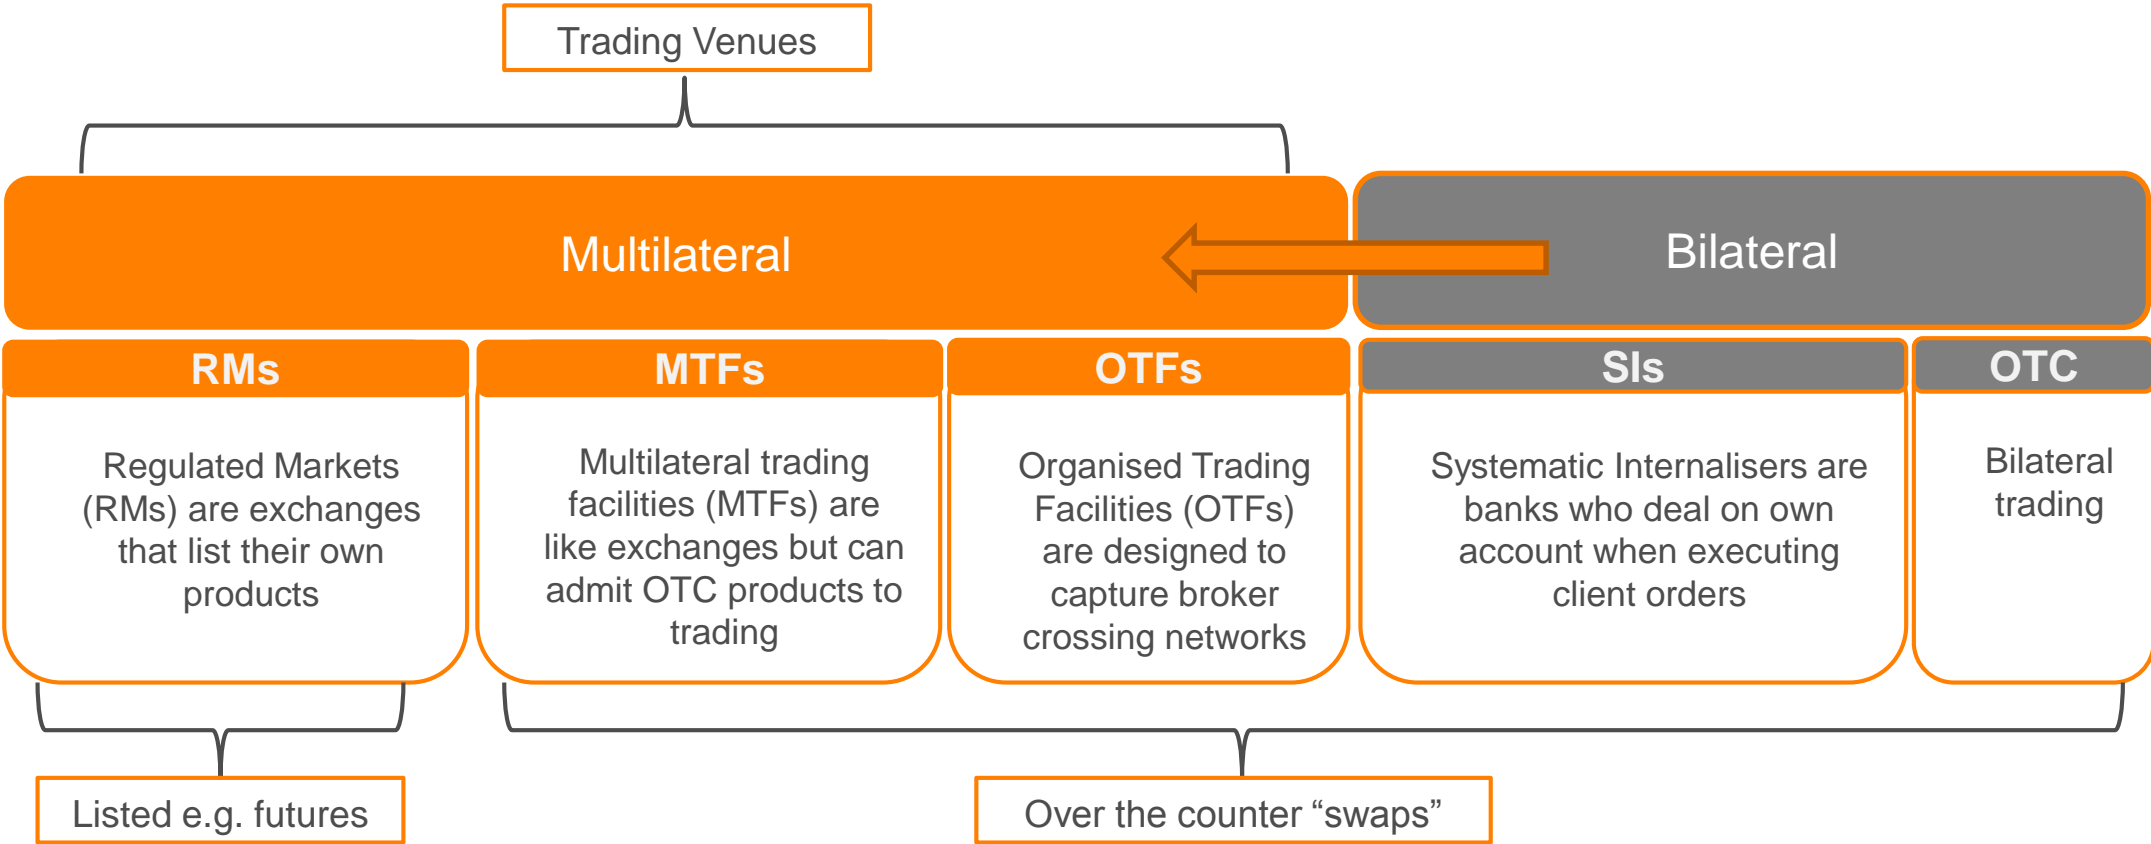 Trading Venues
Multilateral
Bilateral
RMs
MTFs
OTFs
SIs
OTC
Regulated Markets
(RMs) are exchanges
that list their own
products
Multilateral trading
facilities (MTFs) are
like exchanges but can
admit OTC products to
trading
Organised Trading
Facilities (OTFs)
are designed to
capture broker
crossing networks
Systematic Internalisers are
banks who deal on own
account when executing
client orders
Bilateral
trading
Listed e.g. futures
Over the counter “swaps”